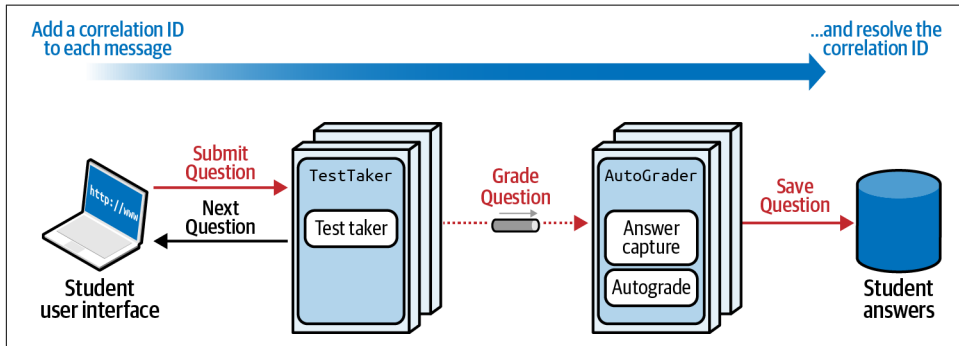 Add a correlation ID
to each message
...and resolve the
correlation ID
Submit
Question
Next
Question
http://www
Student
user interface
TestTaker
Test taker
Grade
Question
AutoGrader
Answer
capture
Autograde
Save
Question
Student
answers